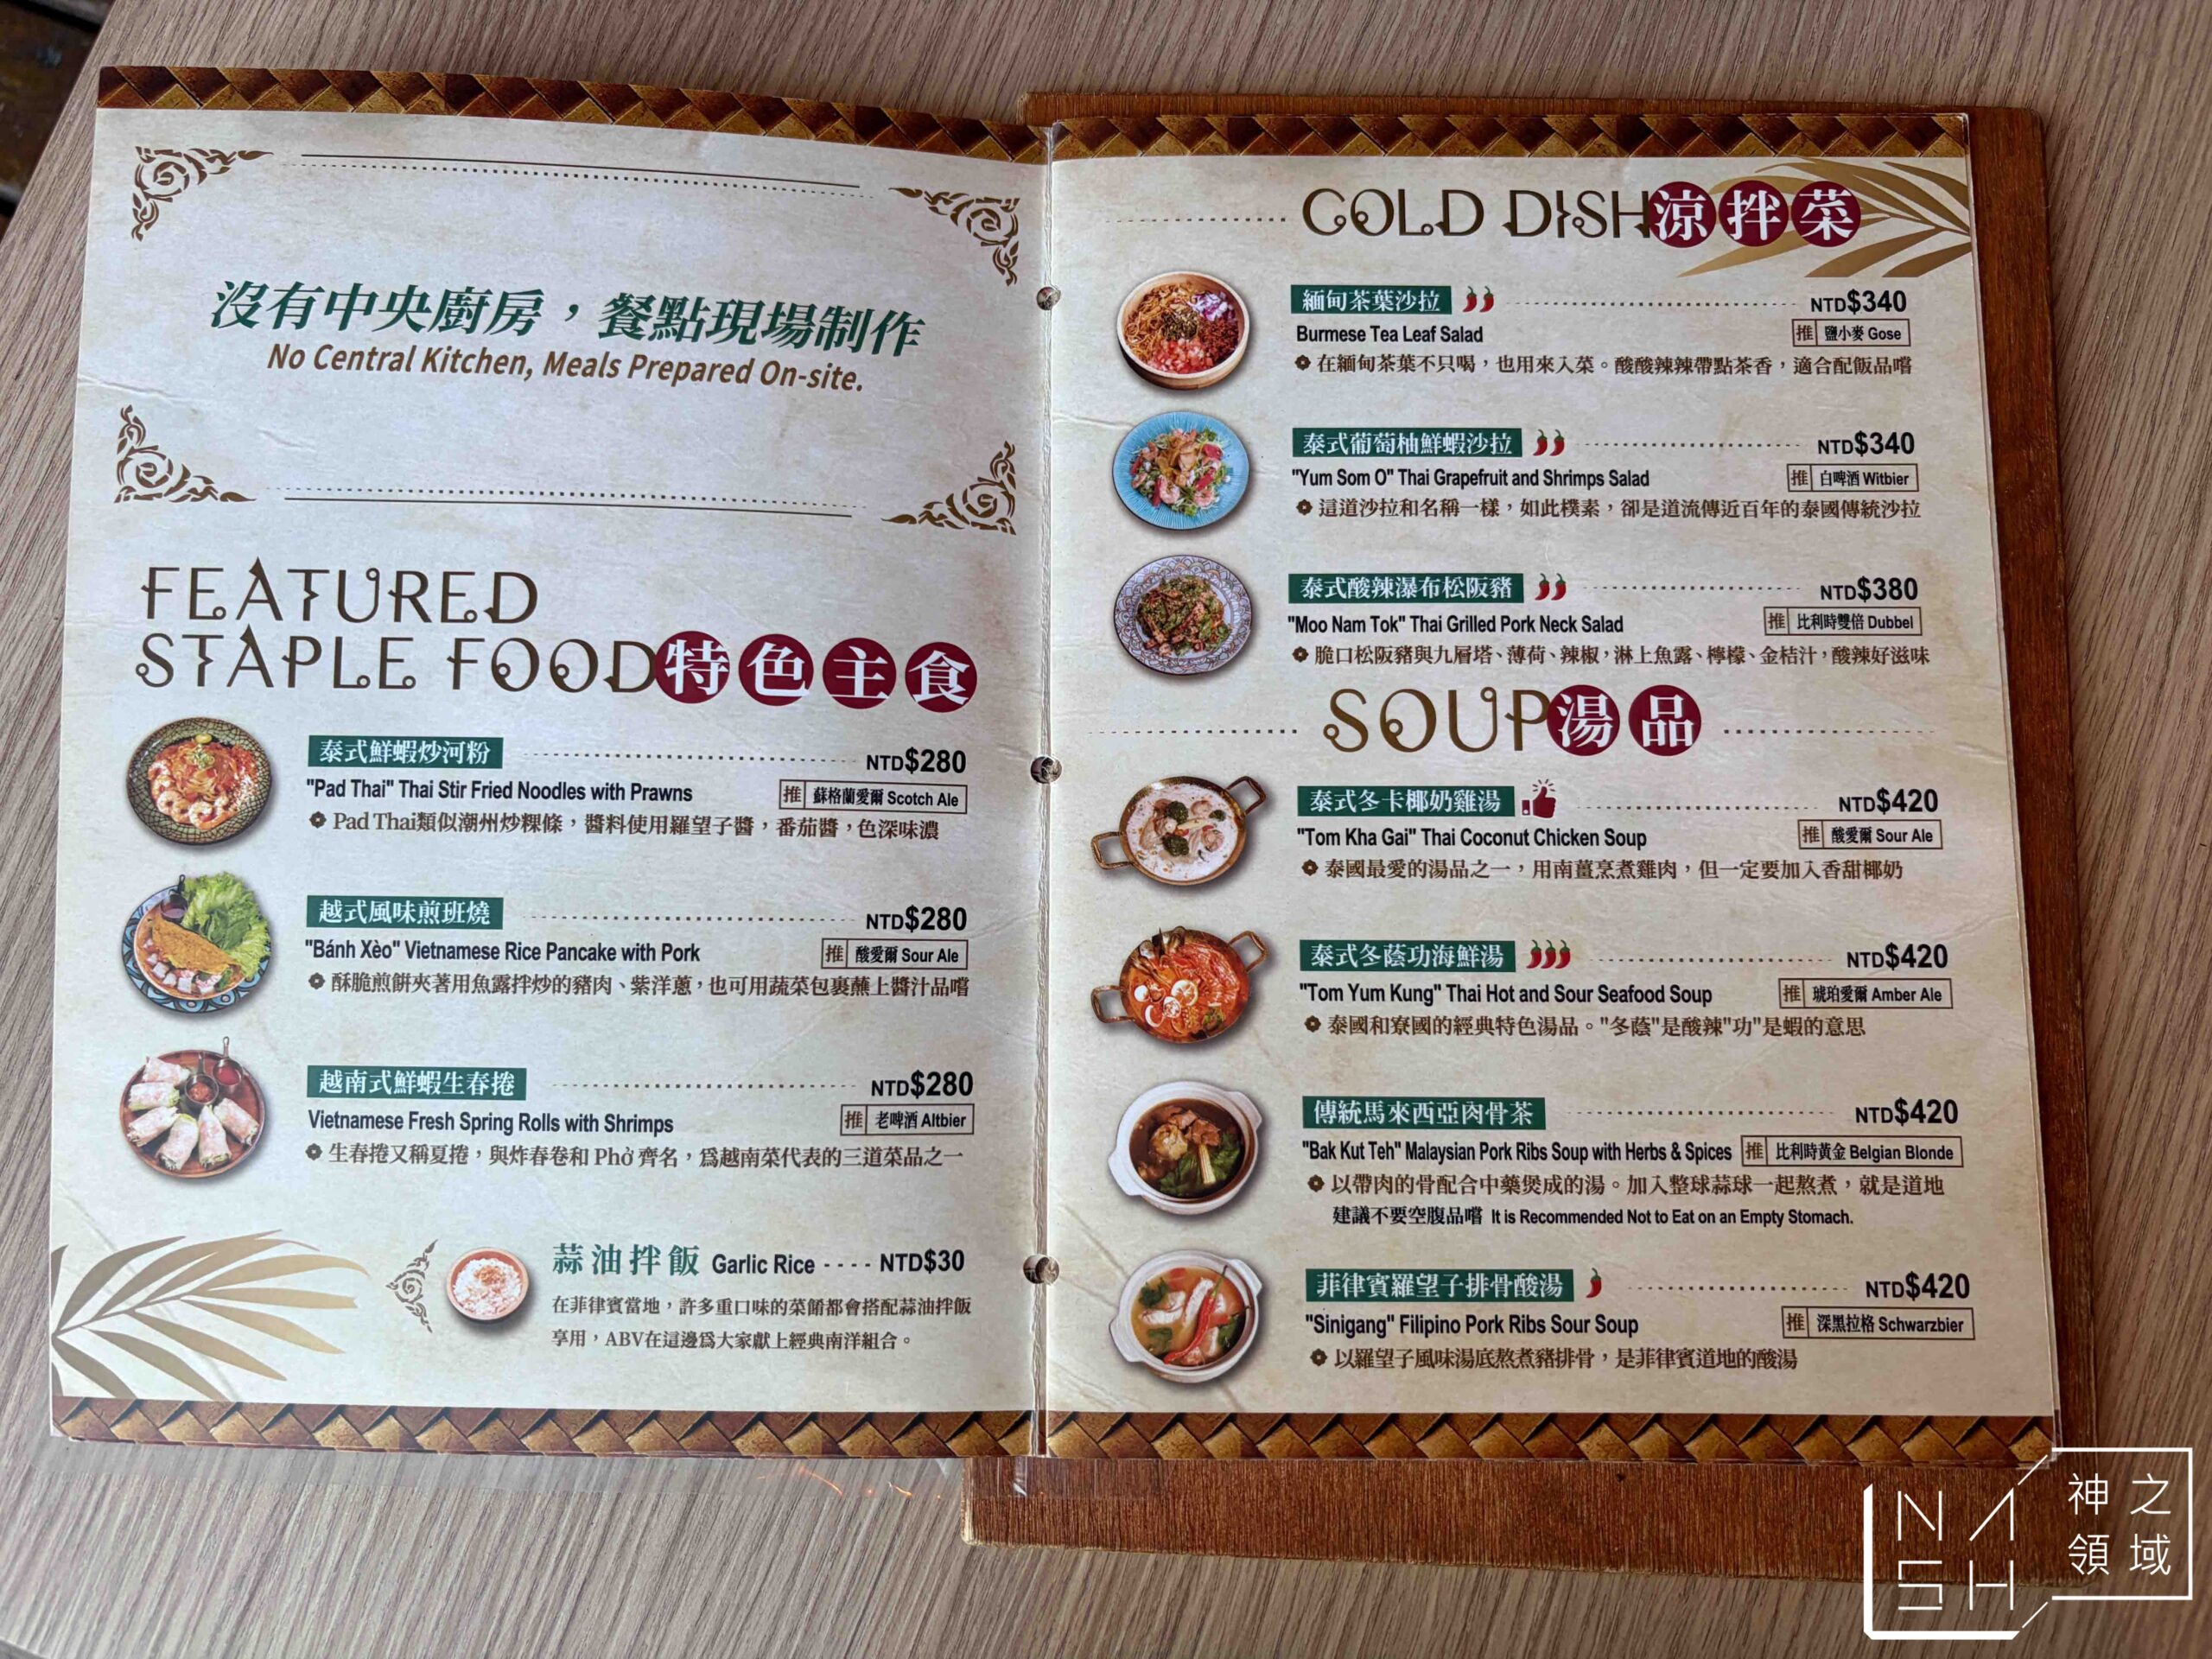 沒有中央廚房，餐點現場制作
No Central Kitchen, Meals Prepared On-site.
FEATURED
STAPLE FOOD特色主食
泰式鮮蝦炒河粉 NTD$280
"Pad Thai" Thai Stir Fried Noodles with Prawns 推 蘇格蘭愛爾 Scotch Ale
Pad Thai類似潮州炒粿條，醬料使用羅望子醬，番茄醬，色深味濃
越式風味煎班燒 NTD$280
"Bánh Xèo" Vietnamese Rice Pancake with Pork 推 酸愛爾 Sour Ale
酥脆煎餅夾著用魚露拌炒的豬肉、紫洋蔥，也可用蔬菜包裹蘸上醬汁品嚐
越南式鮮蝦生春捲 NTD$280
Vietnamese Fresh Spring Rolls with Shrimps 推 老啤酒 Altbier
生春捲又稱夏捲，與炸春卷和 Phở 齊名，爲越南菜代表的三道菜品之一
蒜油拌飯 Garlic Rice - - - - NTD$30
在菲律賓當地，許多重口味的菜餚都會搭配蒜油拌飯
享用，ABV在這邊爲大家獻上經典南洋組合。
COLD DISH涼拌菜
緬甸茶葉沙拉 NTD$340
Burmese Tea Leaf Salad 推 鹽小麥 Gose
在緬甸茶葉不只喝，也用來入菜。酸酸辣辣帶點茶香，適合配飯品嚐
泰式葡萄柚鮮蝦沙拉 NTD$340
"Yum Som O" Thai Grapefruit and Shrimps Salad 推 白啤酒 Witbier
這道沙拉和名稱一樣，如此樸素，卻是道流傳近百年的泰國傳統沙拉
泰式酸辣瀑布松阪豬 NTD$380
"Moo Nam Tok" Thai Grilled Pork Neck Salad 推 比利時雙倍 Dubbel
脆口松阪豬與九層塔、薄荷、辣椒，淋上魚露、檸檬、金桔汁，酸辣好滋味
SOUP湯品
泰式冬卡椰奶雞湯 NTD$420
"Tom Kha Gai" Thai Coconut Chicken Soup 推 酸愛爾 Sour Ale
泰國最愛的湯品之一，用南薑烹煮雞肉，但一定要加入香甜椰奶
泰式冬蔭功海鮮湯 NTD$420
"Tom Yum Kung" Thai Hot and Sour Seafood Soup 推 琥珀愛爾 Amber Ale
泰國和寮國的經典特色湯品。"冬蔭"是酸辣"功"是蝦的意思
傳統馬來西亞肉骨茶 NTD$420
"Bak Kut Teh" Malaysian Pork Ribs Soup with Herbs & Spices 推 比利時黃金 Belgian Blonde
以帶肉的骨配合中藥煲成的湯。加入整球蒜球一起熬煮，就是道地
建議不要空腹品嚐 It is Recommended Not to Eat on an Empty Stomach.
菲律賓羅望子排骨酸湯 NTD$420
"Sinigang" Filipino Pork Ribs Sour Soup 推 深黑拉格 Schwarzbier
以羅望子風味湯底熬煮豬排骨，是菲律賓道地的酸湯
NASH 神之領域